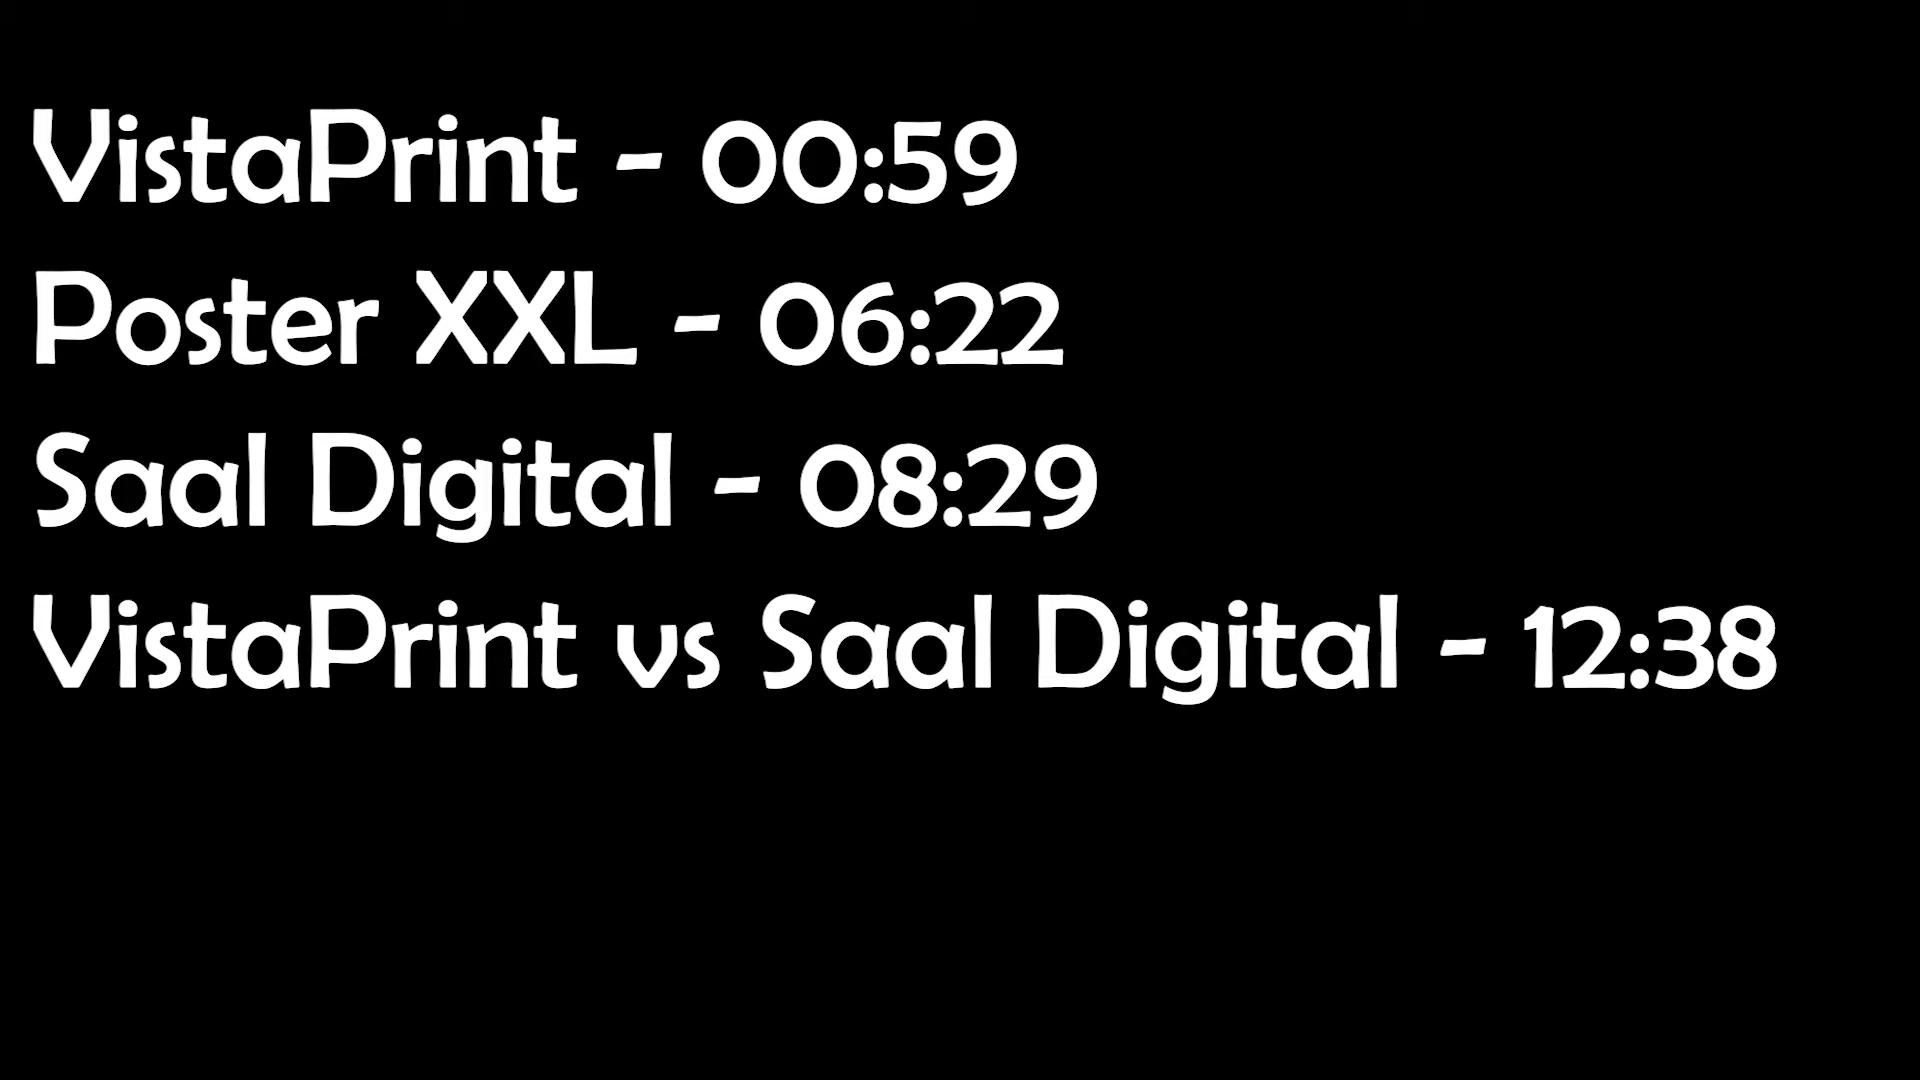 VistaPrint - 00:59
Poster XXL - 06:22
Saal Digital - 08:29
VistaPrint vs Saal Digital - 12:38